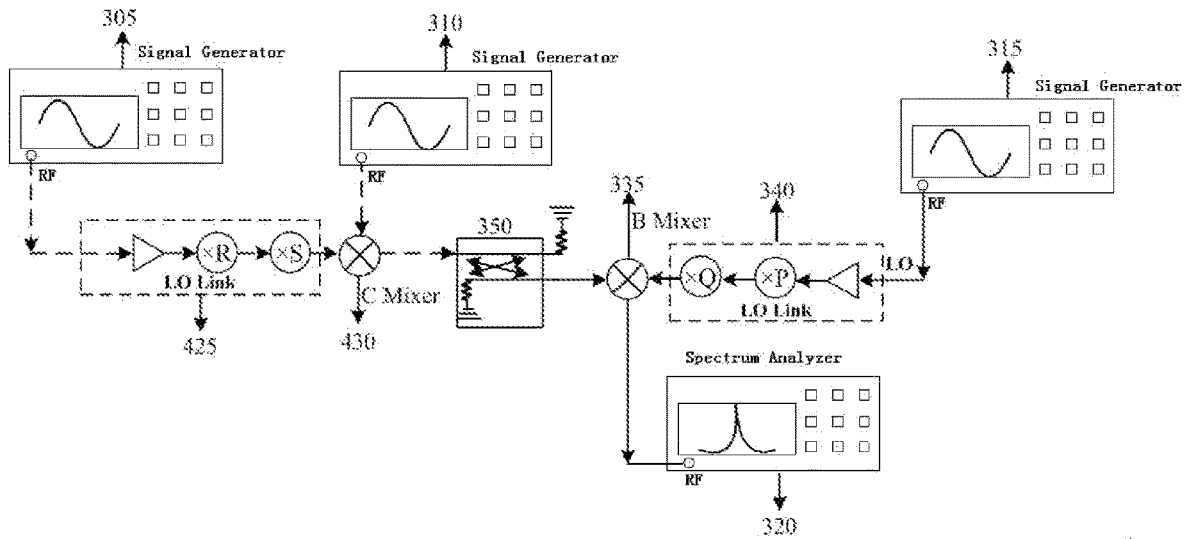 305
Signal Generator
RF
310
Signal Generator
RF
315
Signal Generator
RF
×R
×S
LO Link
425
C Mixer
430
350
335
B Mixer
340
×Q
×P
LO
LO Link
Spectrum Analyzer
RF
320